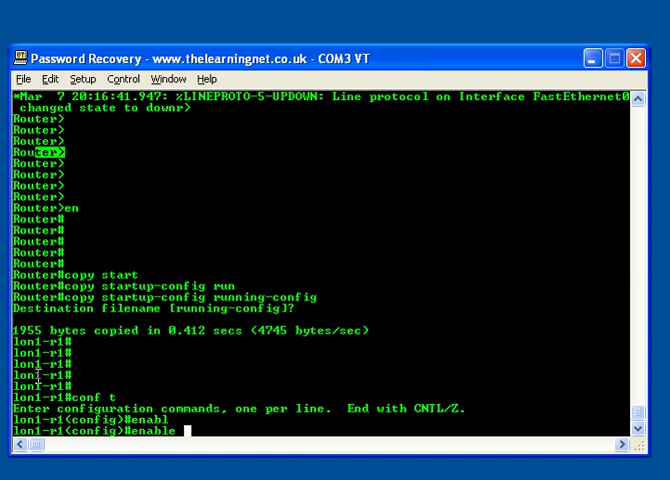 Password Recovery - www.thelearningnet.co.uk - COM3 VT
File Edit Setup Control Window Help
*Mar 7 20:16:41.947: %LINEPROTO-5-UPDOWN: Line protocol on Interface FastEthernet0
changed state to downr>
Router>
Router>
Router>
Router>
Router>
Router>
Router>
Router>
Router>en
Router#
Router#
Router#
Router#
Router#
Router#copy start
Router#copy startup-config run
Router#copy startup-config running-config
Destination filename [running-config]?
1955 bytes copied in 0.412 secs (4745 bytes/sec)
lon1-r1#
lon1-r1#
lon1-r1#
lon1-r1#
lon1-r1#
lon1-r1#conf t
Enter configuration commands, one per line. End with CNTL/Z.
lon1-r1(config)#enabl
lon1-r1(config)#enable